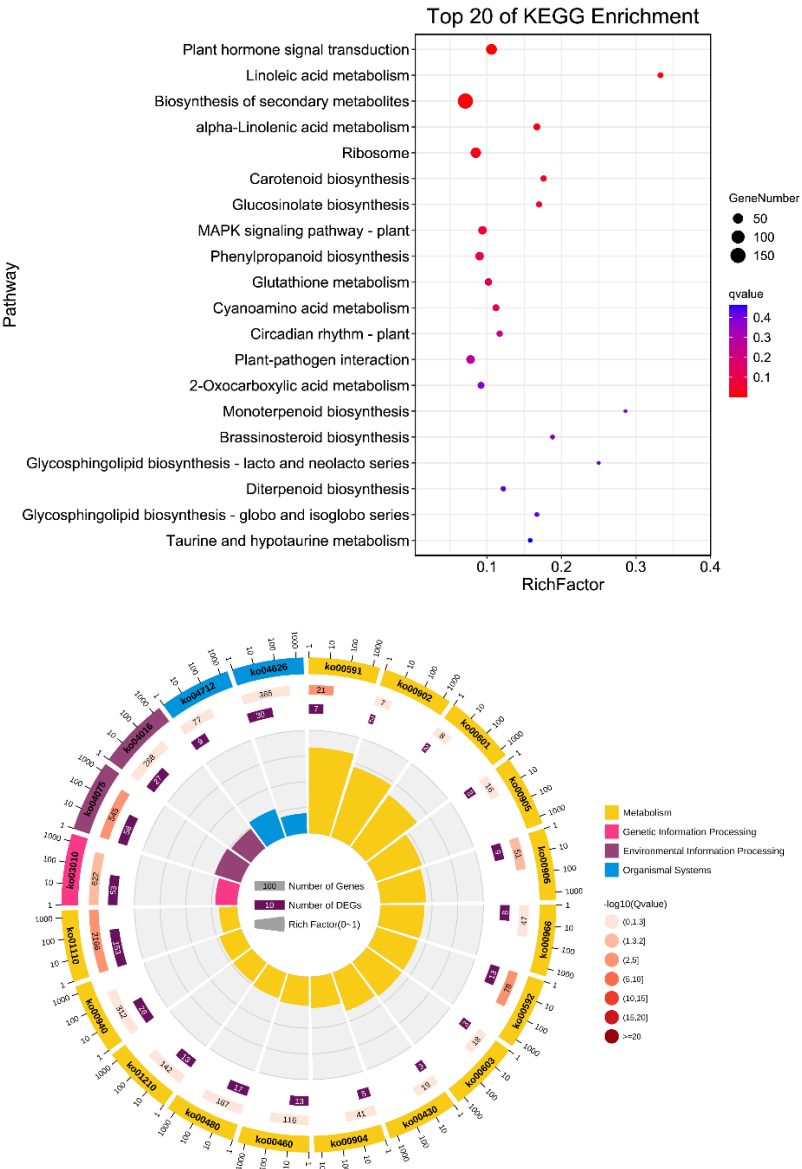 Top 20 of KEGG Enrichment
Pathway
Plant hormone signal transduction
Linoleic acid metabolism
Biosynthesis of secondary metabolites
alpha-Linolenic acid metabolism
Ribosome
Carotenoid biosynthesis
Glucosinolate biosynthesis
MAPK signaling pathway - plant
Phenylpropanoid biosynthesis
Glutathione metabolism
Cyanoamino acid metabolism
Circadian rhythm - plant
Plant-pathogen interaction
2-Oxocarboxylic acid metabolism
Monoterpenoid biosynthesis
Brassinosteroid biosynthesis
Glycosphingolipid biosynthesis - lacto and neolacto series
Diterpenoid biosynthesis
Glycosphingolipid biosynthesis - globo and isoglobo series
Taurine and hypotaurine metabolism
0.1 0.2 0.3 0.4
RichFactor
GeneNumber
50
100
150
qvalue
0.4
0.3
0.2
0.1
ko00591
21
7
ko00902
7
ko00601
8
ko00905
16
ko00906
51
9
ko00966
47
8
ko00592
78
13
ko00603
18
3
ko00430
19
3
ko00904
41
5
ko00460
116
13
ko00480
167
17
ko01210
142
13
ko00940
312
28
ko01110
2166
153
ko03010
622
53
ko04075
545
58
ko04016
288
27
ko04712
77
9
ko04626
385
30
100 Number of Genes
10 Number of DEGs
Rich Factor(0~1)
Metabolism
Genetic Information Processing
Environmental Information Processing
Organismal Systems
-log10(Qvalue)
(0,1.3]
(1.3,2]
(2,5]
(5,10]
(10,15]
(15,20]
>=20